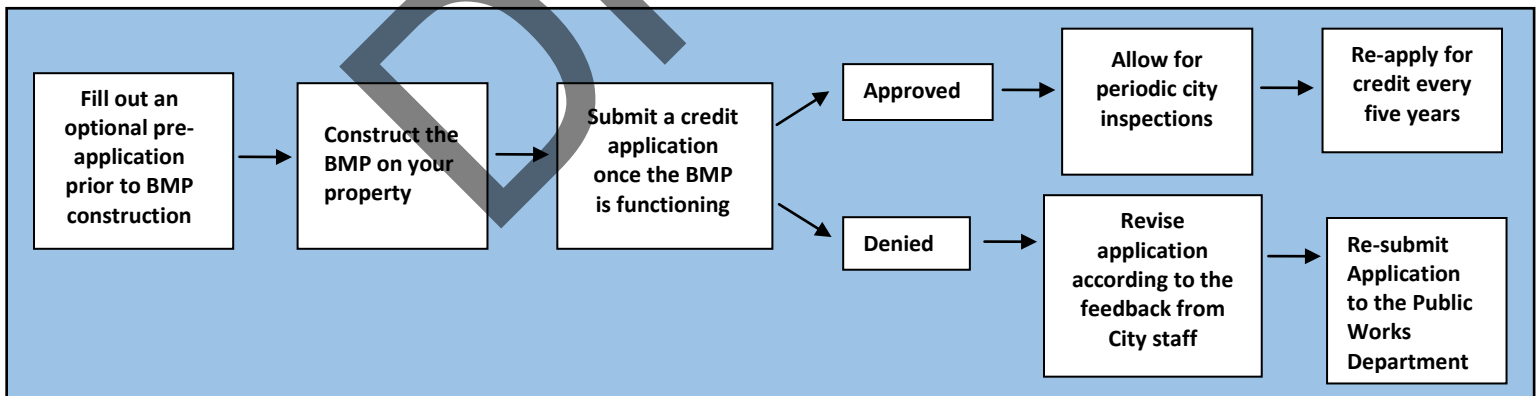 Fill out an
optional pre-
application
prior to BMP
construction
Construct the
BMP on your
property
Submit a credit
application
once the BMP
is functioning
Approved
Allow for
periodic city
inspections
Re-apply for
credit every
five years
Denied
Revise
application
according to the
feedback from
City staff
Re-submit
Application
to the Public
Works
Department